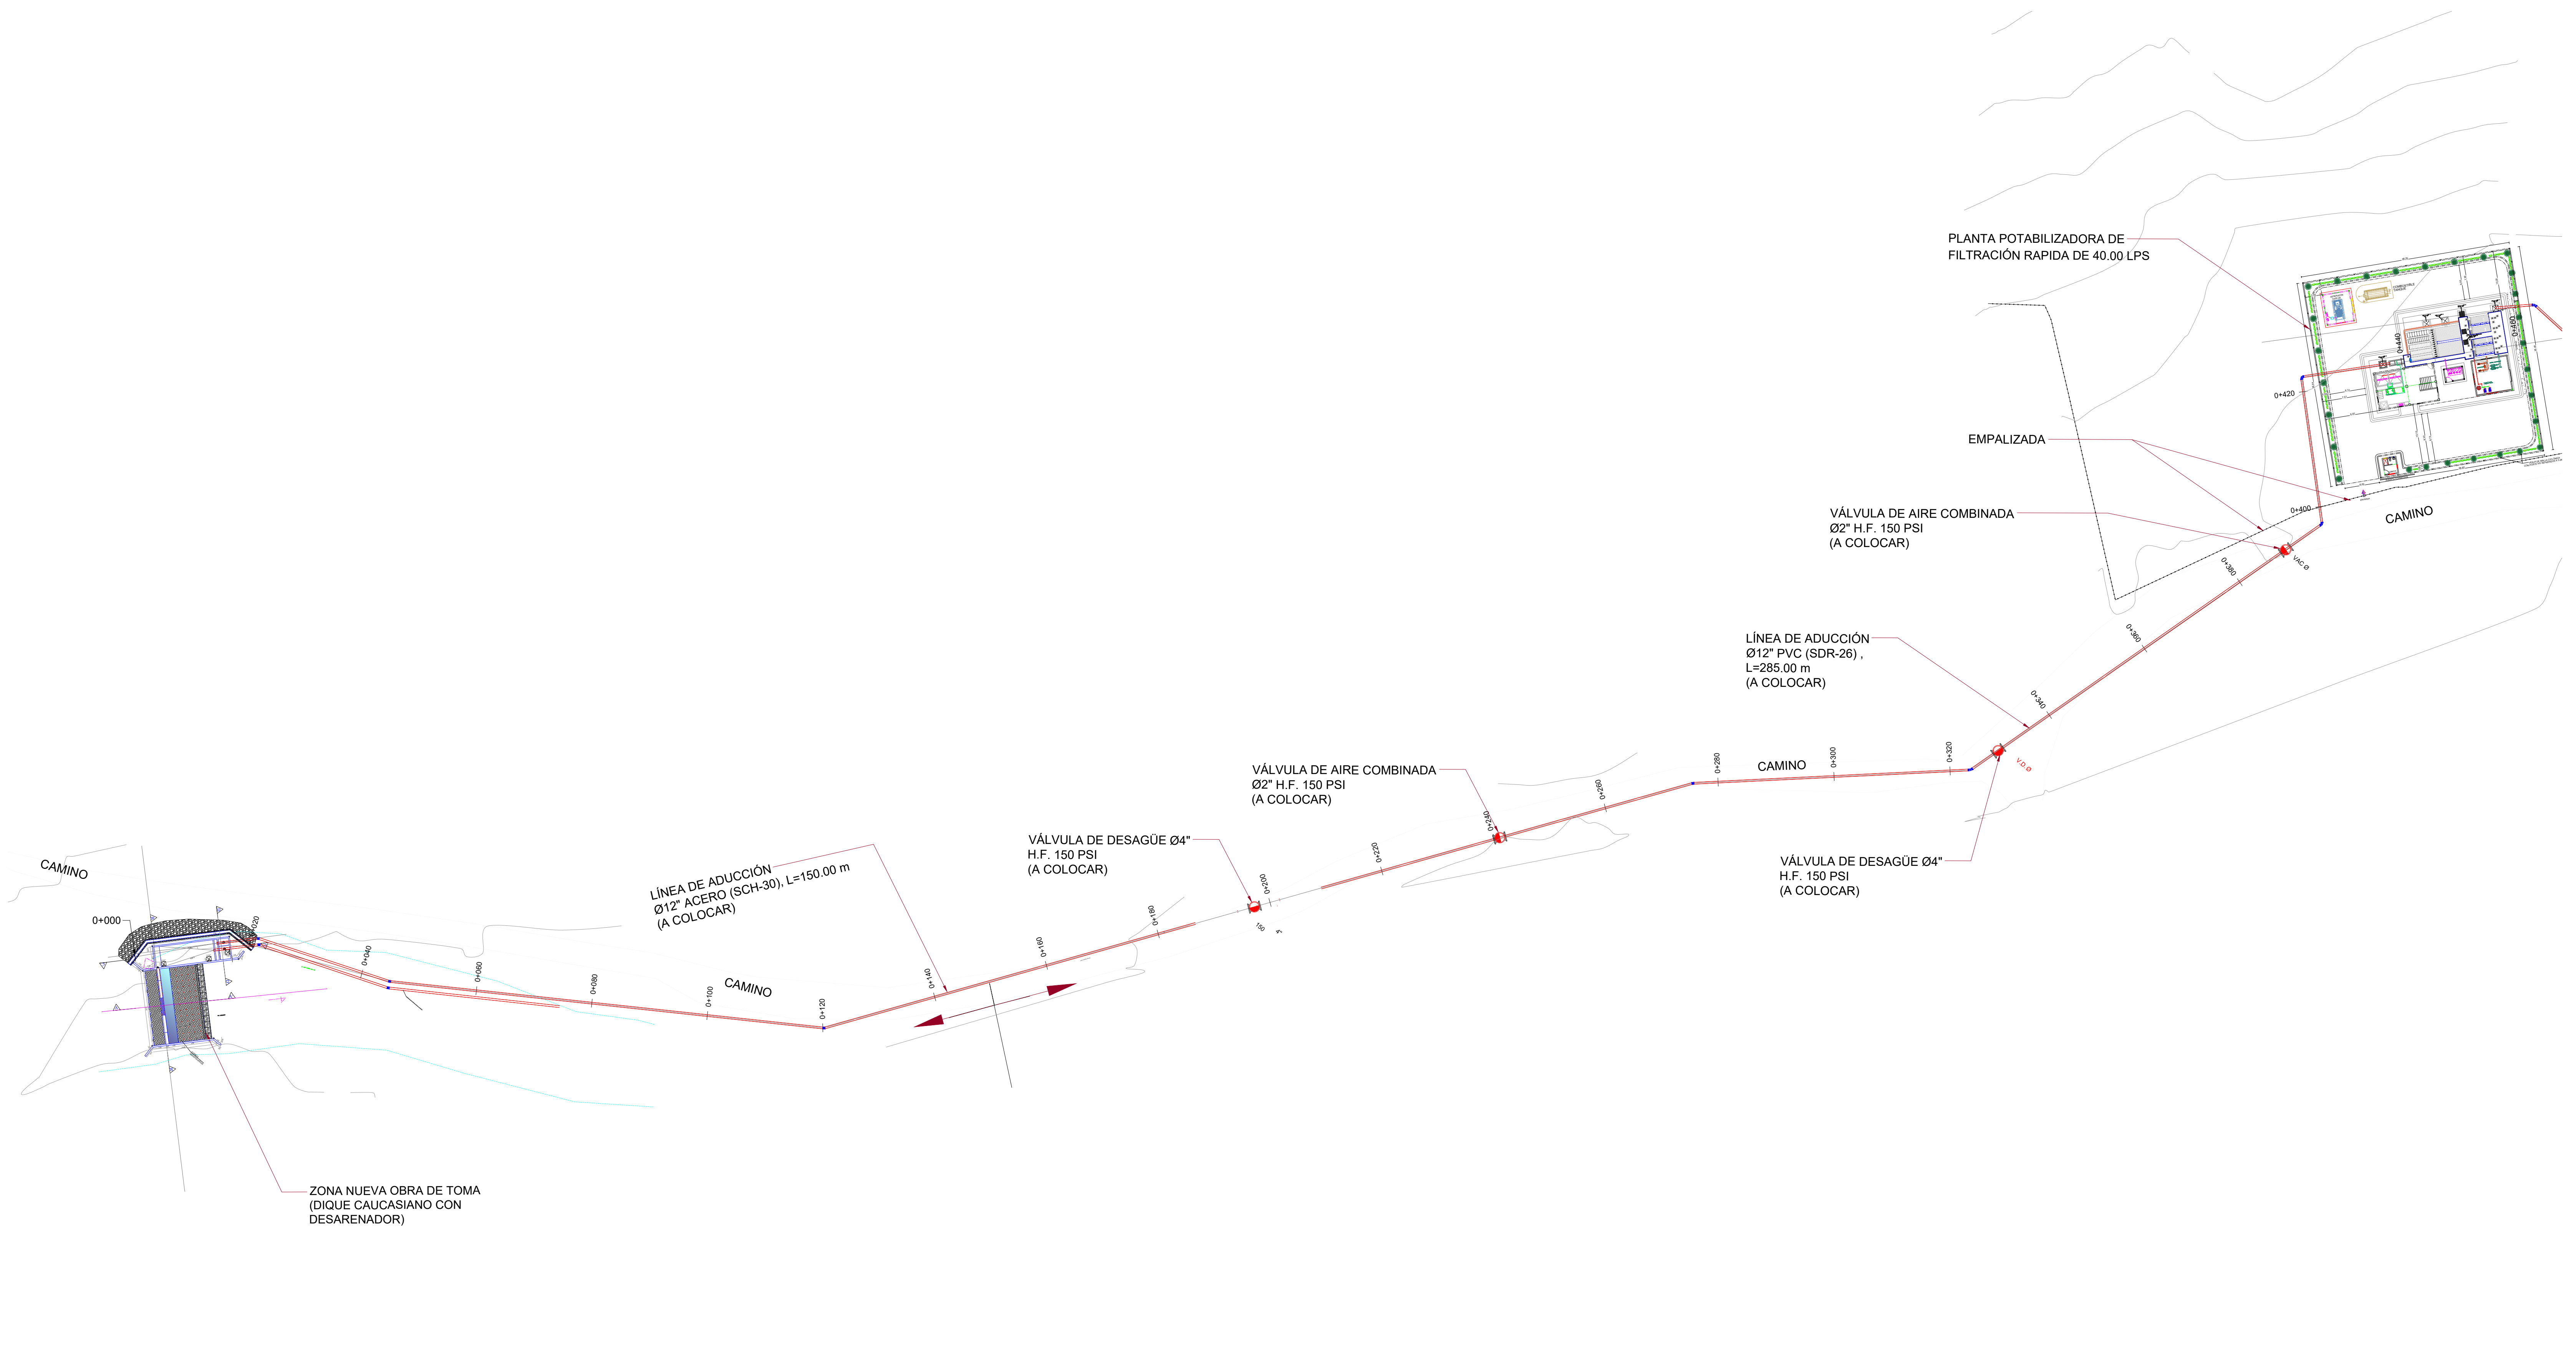 PLANTA POTABILIZADORA DE
FILTRACIÓN RAPIDA DE 40.00 LPS
COMBUSTIBLE
0+440
0+460
0+420
EMPALIZADA
0+400
CAMINO
VÁLVULA DE AIRE COMBINADA
Ø2" H.F. 150 PSI
(A COLOCAR)
VAC Ø
0+380
0+360
LÍNEA DE ADUCCIÓN
Ø12" PVC (SDR-26) ,
L=285.00 m
(A COLOCAR)
0+340
V.D. Ø
0+320
CAMINO
0+300
0+280
VÁLVULA DE AIRE COMBINADA
Ø2" H.F. 150 PSI
(A COLOCAR)
0+260
0+240
0+220
VÁLVULA DE DESAGÜE Ø4"
H.F. 150 PSI
(A COLOCAR)
VÁLVULA DE DESAGÜE Ø4"
H.F. 150 PSI
(A COLOCAR)
0+200
150
4"
0+180
0+160
0+140
LÍNEA DE ADUCCIÓN
Ø12" ACERO (SCH-30), L=150.00 m
(A COLOCAR)
CAMINO
0+120
0+100
0+080
0+060
0+040
0+020
CAMINO
0+000
ZONA NUEVA OBRA DE TOMA
(DIQUE CAUCASIANO CON
DESARENADOR)